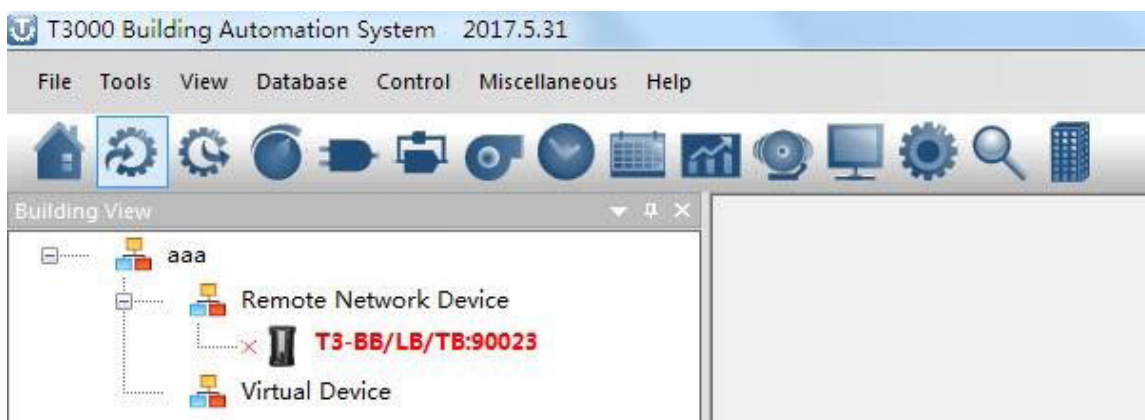 T3000 Building Automation System 2017.5.31
File Tools View Database Control Miscellaneous Help
Building View
aaa
Remote Network Device
T3-BB/LB/TB:90023
Virtual Device